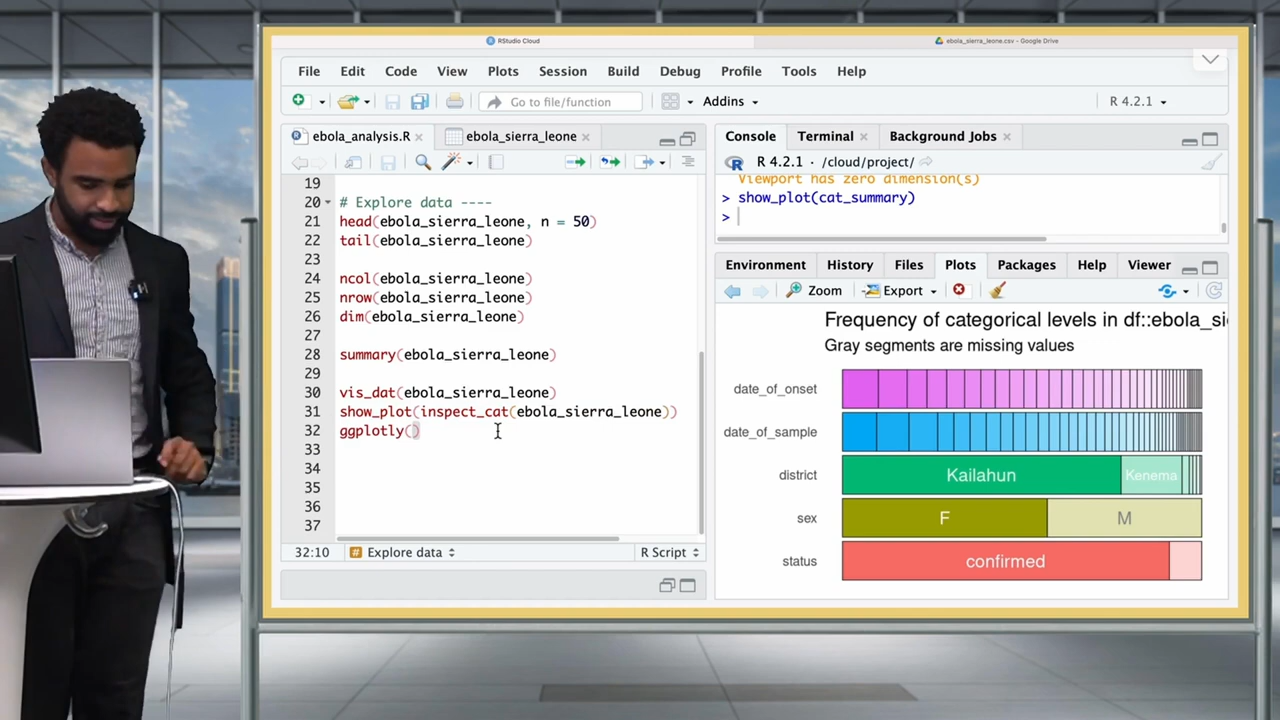 RStudio Cloud
ebola_sierra_leone.csv - Google Drive
File Edit Code View Plots Session Build Debug Profile Tools Help
Go to file/function
Addins
R 4.2.1
ebola_analysis.R
ebola_sierra_leone
19
20 # Explore data ----
21 head(ebola_sierra_leone, n = 50)
22 tail(ebola_sierra_leone)
23
24 ncol(ebola_sierra_leone)
25 nrow(ebola_sierra_leone)
26 dim(ebola_sierra_leone)
27
28 summary(ebola_sierra_leone)
29
30 vis_dat(ebola_sierra_leone)
31 show_plot(inspect_cat(ebola_sierra_leone))
32 ggplotly()
33
34
35
36
37
32:10 # Explore data R Script
Console Terminal Background Jobs
R R 4.2.1 · /cloud/project/
Viewport has zero dimension(s)
> show_plot(cat_summary)
>
Environment History Files Plots Packages Help Viewer
Zoom Export
Frequency of categorical levels in df::ebola_si
Gray segments are missing values
date_of_onset
date_of_sample
district Kailahun Kenema
sex F M
status confirmed